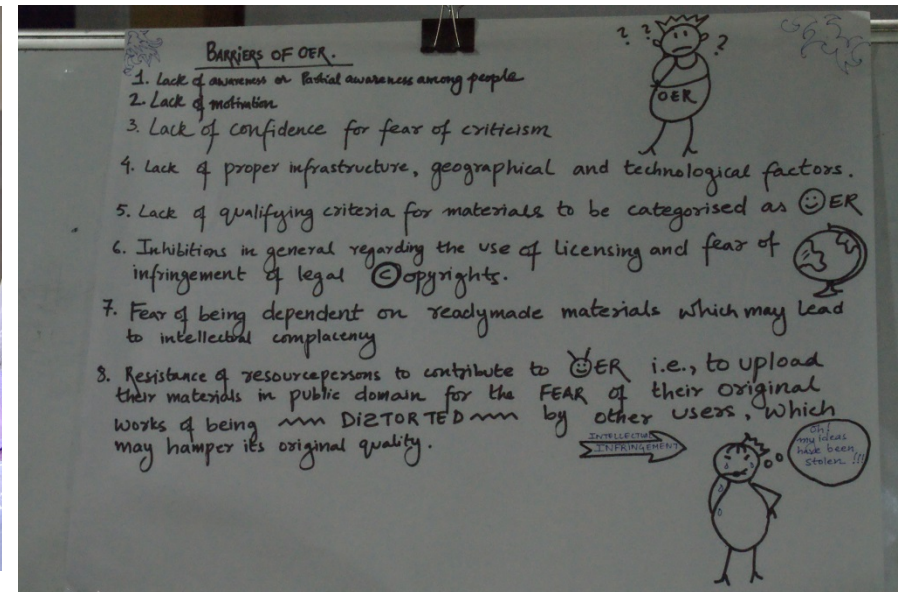 BARRIERS OF OER.
1. Lack of awareness or Partial awareness among people
2. Lack of motivation
3. Lack of confidence for fear of criticism
4. Lack of proper infrastructure, geographical and technological factors.
5. Lack of qualifying criteria for materials to be categorised as OER
6. Inhibitions in general regarding the use of licensing and fear of
infringement of legal ©opyrights.
7. Fear of being dependent on readymade materials which may lead
to intellectual complacency
8. Resistance of resourcepersons to contribute to OER i.e., to upload
their materials in public domain for the FEAR of their original
works of being DISTORTED by other users, which
may hamper its original quality.
? ? ?
OER
INTELLECTUAL
INFRINGEMENT
Oh!
my ideas
have been
stolen !!!